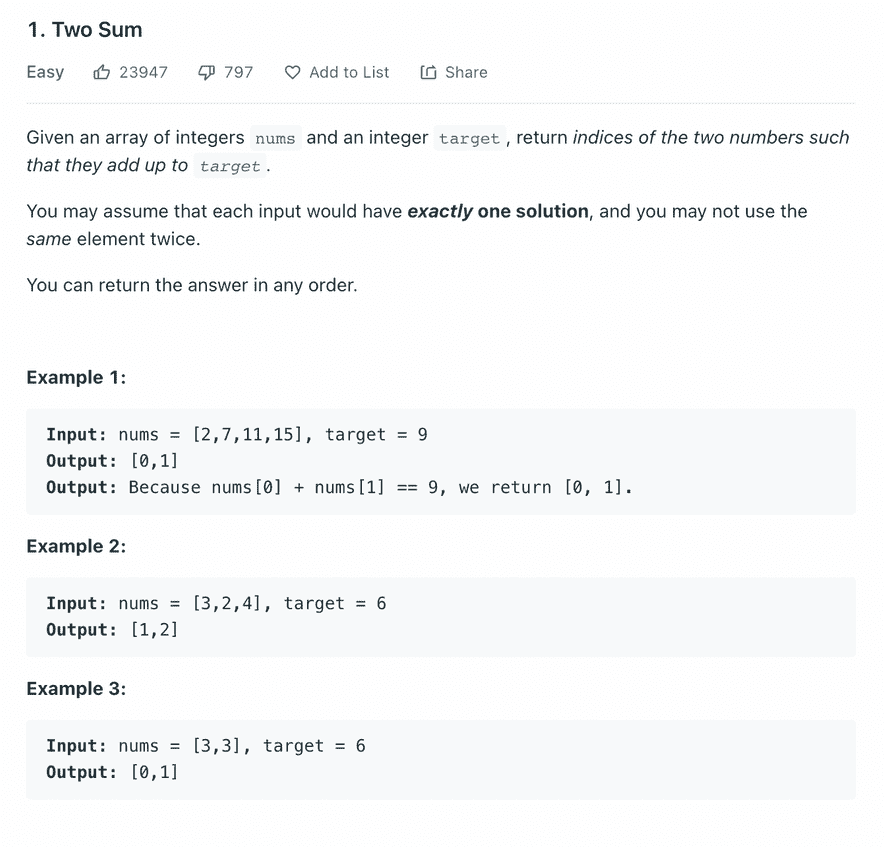 1. Two Sum
Easy 23947 797 Add to List Share
Given an array of integers nums and an integer target, return indices of the two numbers such
that they add up to target.
You may assume that each input would have exactly one solution, and you may not use the
same element twice.
You can return the answer in any order.
Example 1:
Input: nums = [2,7,11,15], target = 9
Output: [0,1]
Output: Because nums[0] + nums[1] == 9, we return [0, 1].
Example 2:
Input: nums = [3,2,4], target = 6
Output: [1,2]
Example 3:
Input: nums = [3,3], target = 6
Output: [0,1]